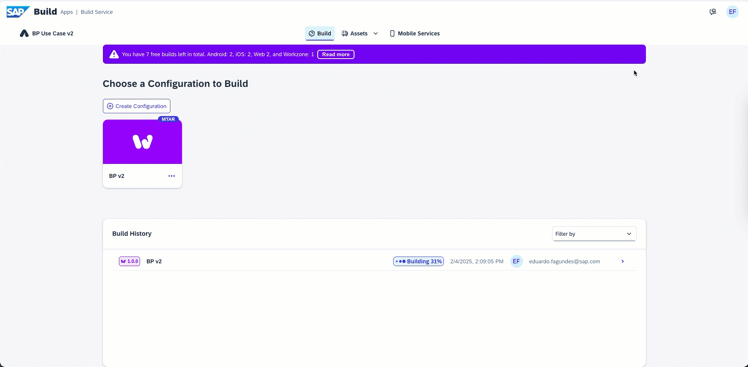 SAP Build Apps | Build Service
EF
BP Use Case v2
Build
Assets
Mobile Services
You have 7 free builds left in total. Android: 2, iOS: 2, Web 2, and Workzone: 1 Read more
Choose a Configuration to Build
Create Configuration
MTAR
BP v2
Build History
Filter by
1.0.0 BP v2 Building 31% 2/4/2025, 2:09:05 PM EF eduardo.fagundes@sap.com